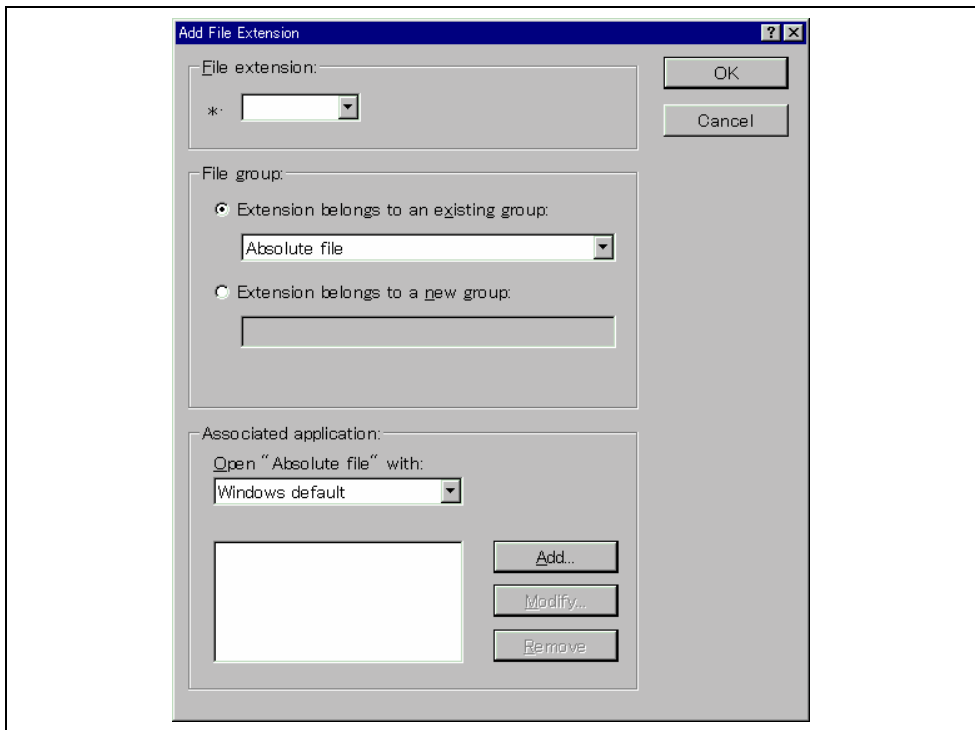 Add File Extension
File extension:
OK
*.
Cancel
File group:
Extension belongs to an existing group:
Absolute file
Extension belongs to a new group:
Associated application:
Open "Absolute file" with:
Windows default
Add...
Modify...
Remove